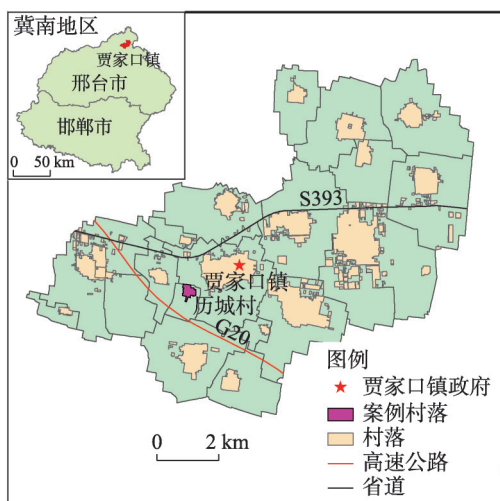 冀南地区
贾家口镇
邢台市
邯郸市
0 50 km
S393
贾家口镇
历城村
G20
0 2 km
图例
贾家口镇政府
案例村落
村落
高速公路
省道